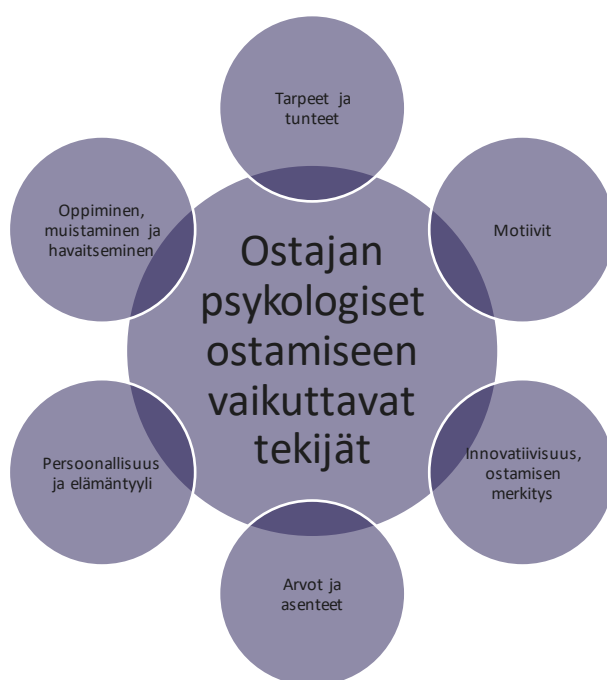 Tarpeet ja
tunteet
Motiivit
Innovatiivisuus,
ostamisen
merkitys
Arvot ja
asenteet
Persoonallisuus
ja elämäntyyli
Oppiminen,
muistaminen ja
havaitseminen
Ostajan
psykologiset
ostamiseen
vaikuttavat
tekijät